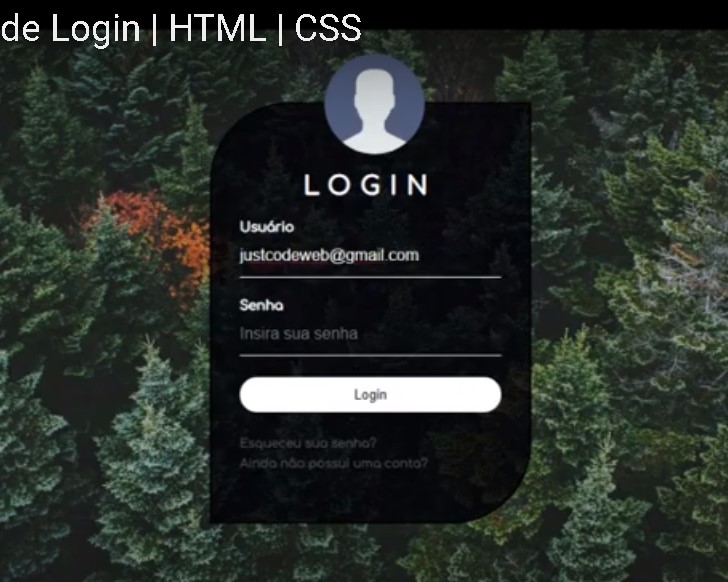 de Login | HTML | CSS
LOGIN
Usuário
justcodeweb@gmail.com
Senha
Insira sua senha
Login
Esqueceu sua senha?
Ainda não possui uma conta?